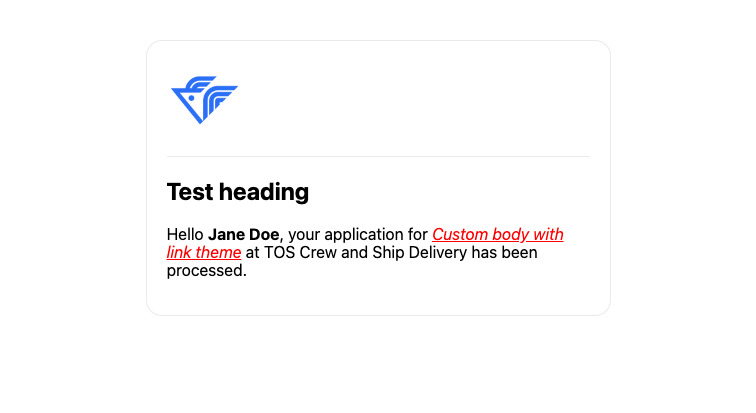 Test heading
Hello Jane Doe, your application for Custom body with
link theme at TOS Crew and Ship Delivery has been
processed.